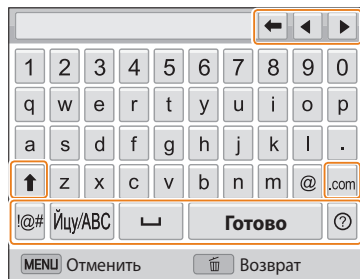 1 2 3 4 5 6 7 8 9 0
q w e r t y u i o p
a s d f g h j k l .
z x c v b n m @ .com
!@# Йцу/ABC Готово ?
MENU Отменить Возврат